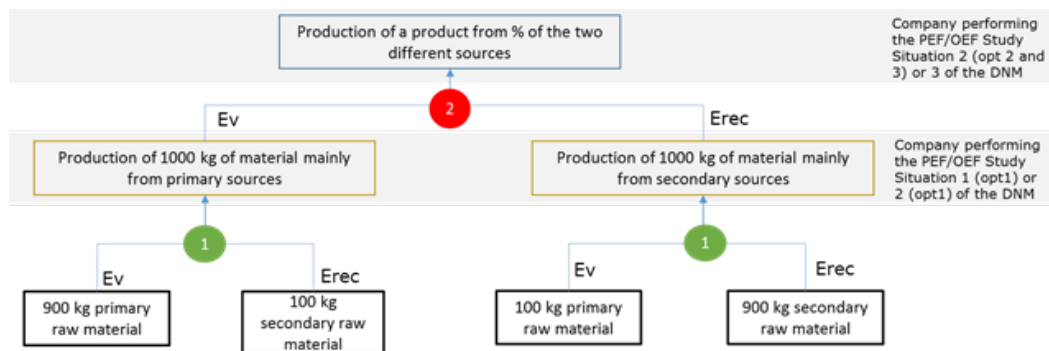 Production of a product from % of the two
different sources
Company performing
the PEF/OEF Study
Situation 2 (opt 2 and
3) or 3 of the DNM
2
Ev
Erec
Production of 1000 kg of material mainly
from primary sources
Production of 1000 kg of material mainly
from secondary sources
Company performing
the PEF/OEF Study
Situation 1 (opt1) or
2 (opt1) of the DNM
1
1
Ev
Erec
Ev
Erec
900 kg primary
raw material
100 kg
secondary raw
material
100 kg primary
raw material
900 kg secondary
raw material